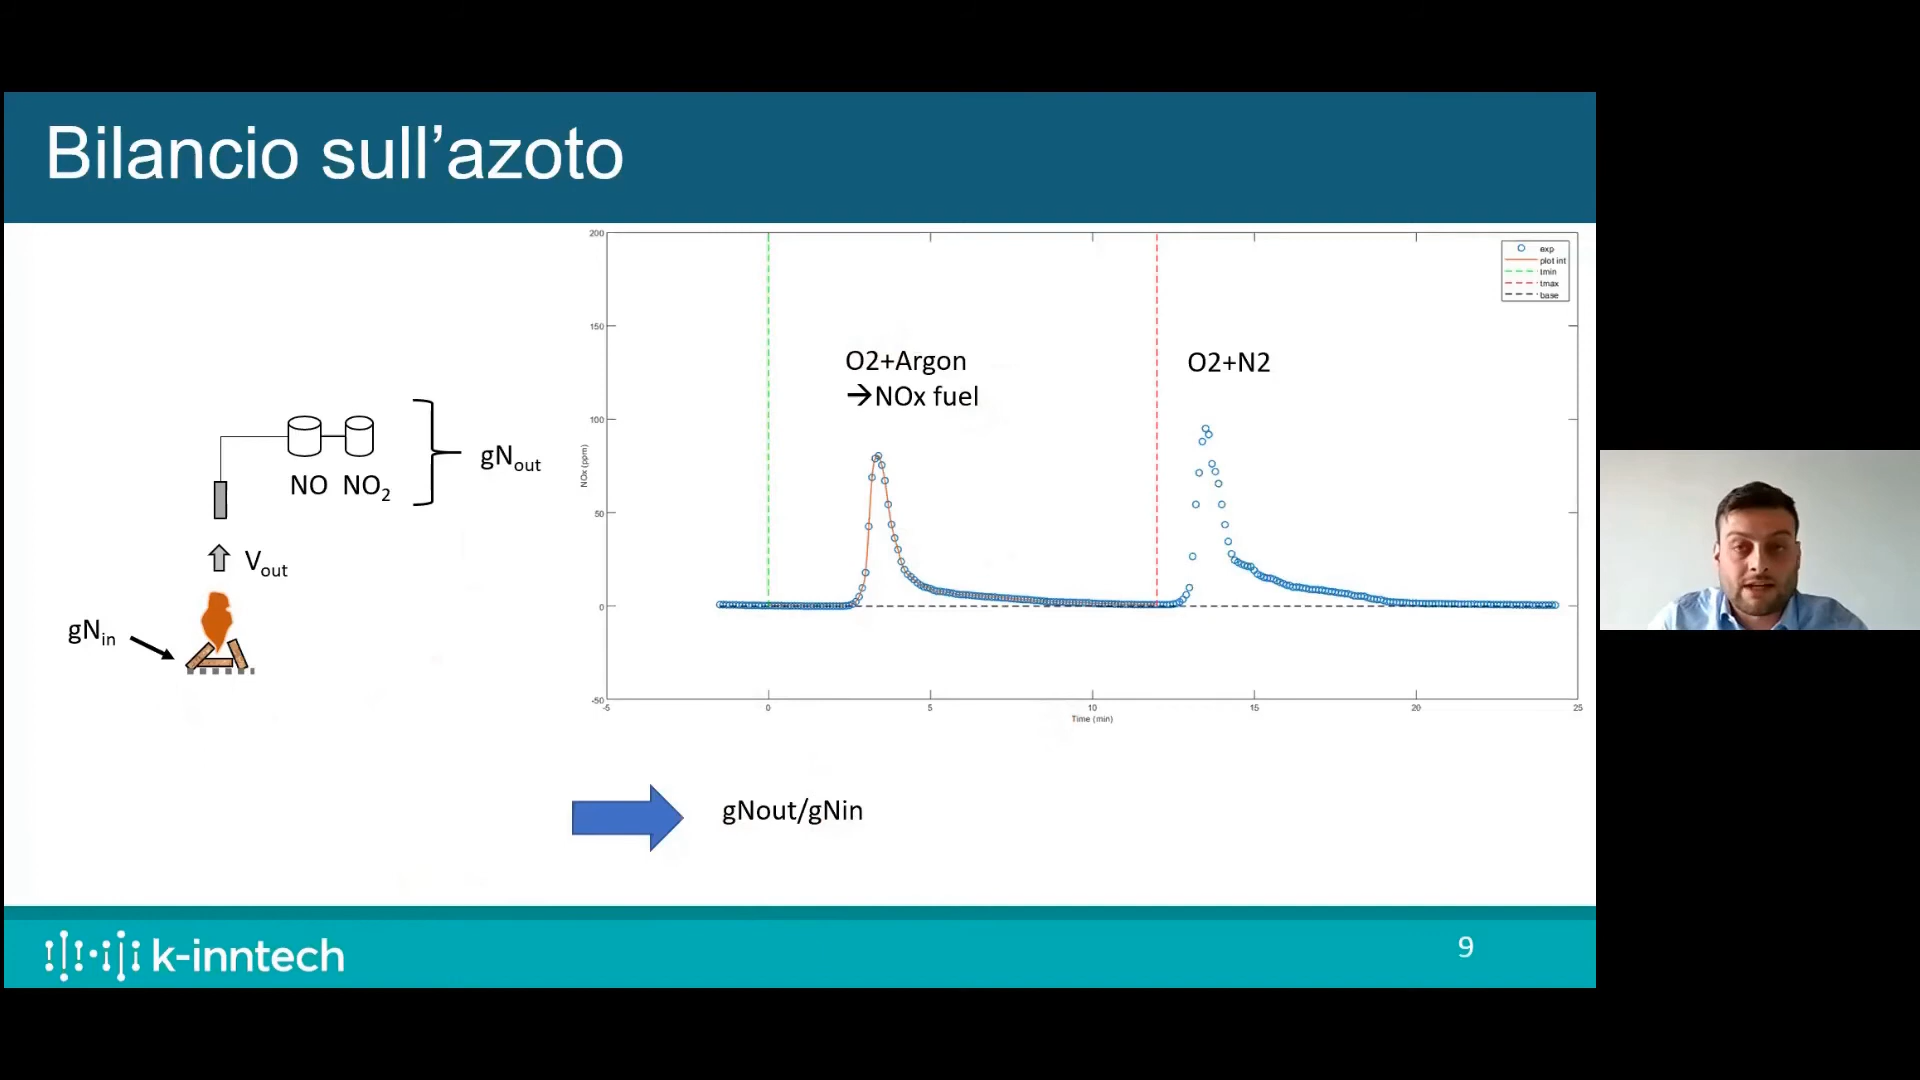 Bilancio sull’azoto
gNin
Vout
NO NO2
gNout
200
150
100
50
0
-50
NOx (ppm)
-5 0 5 10 15 20 25
Time (min)
O2+Argon
→NOx fuel
O2+N2
exp
plot int
tmin
tmax
base
gNout/gNin
k-inntech
9